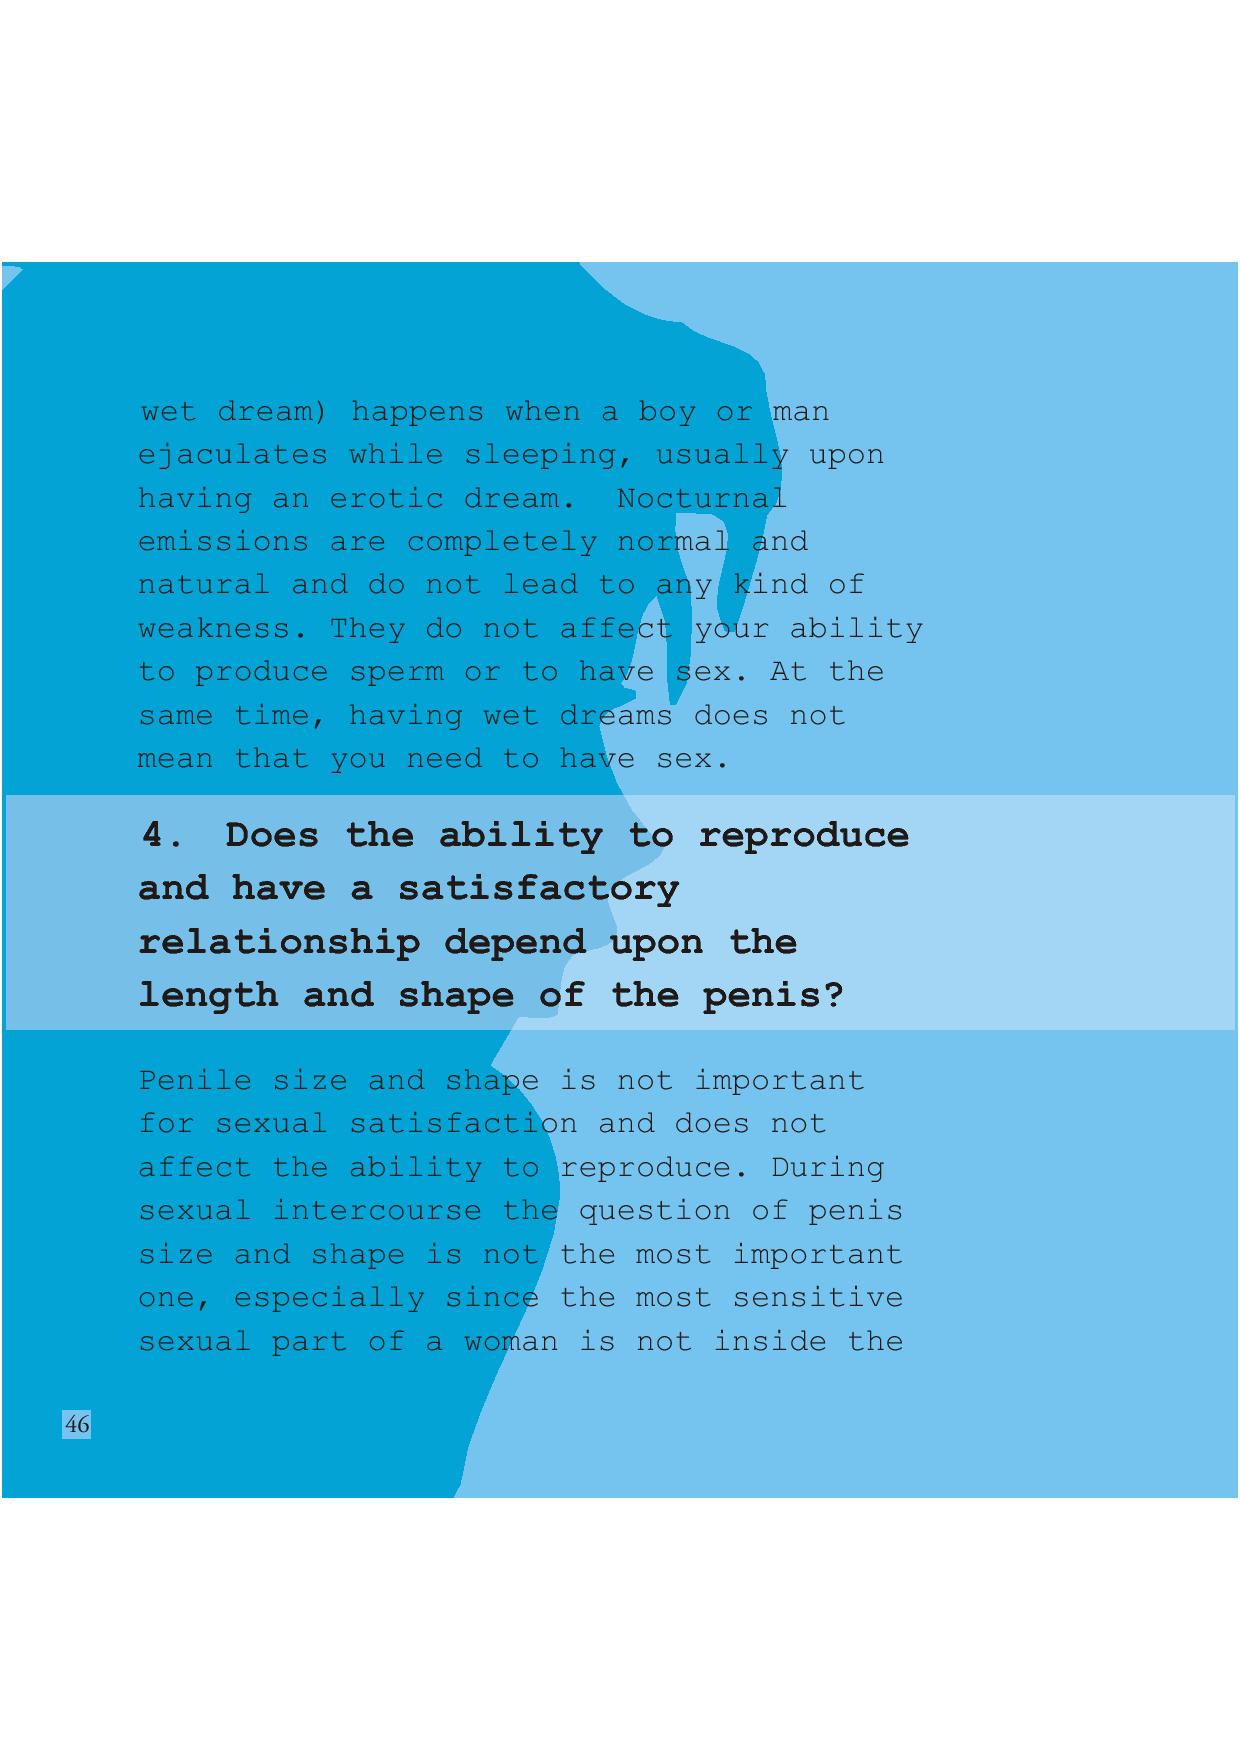 wet dream) happens when a boy or man
ejaculates while sleeping, usually upon
having an erotic dream.  Nocturnal
emissions are completely normal and
natural and do not lead to any kind of
weakness. They do not affect your ability
to produce sperm or to have sex. At the
same time, having wet dreams does not
mean that you need to have sex.
4.  Does the ability to reproduce
and have a satisfactory
relationship depend upon the
length and shape of the penis?
Penile size and shape is not important
for sexual satisfaction and does not
affect the ability to reproduce. During
sexual intercourse the question of penis
size and shape is not the most important
one, especially since the most sensitive
sexual part of a woman is not inside the
46